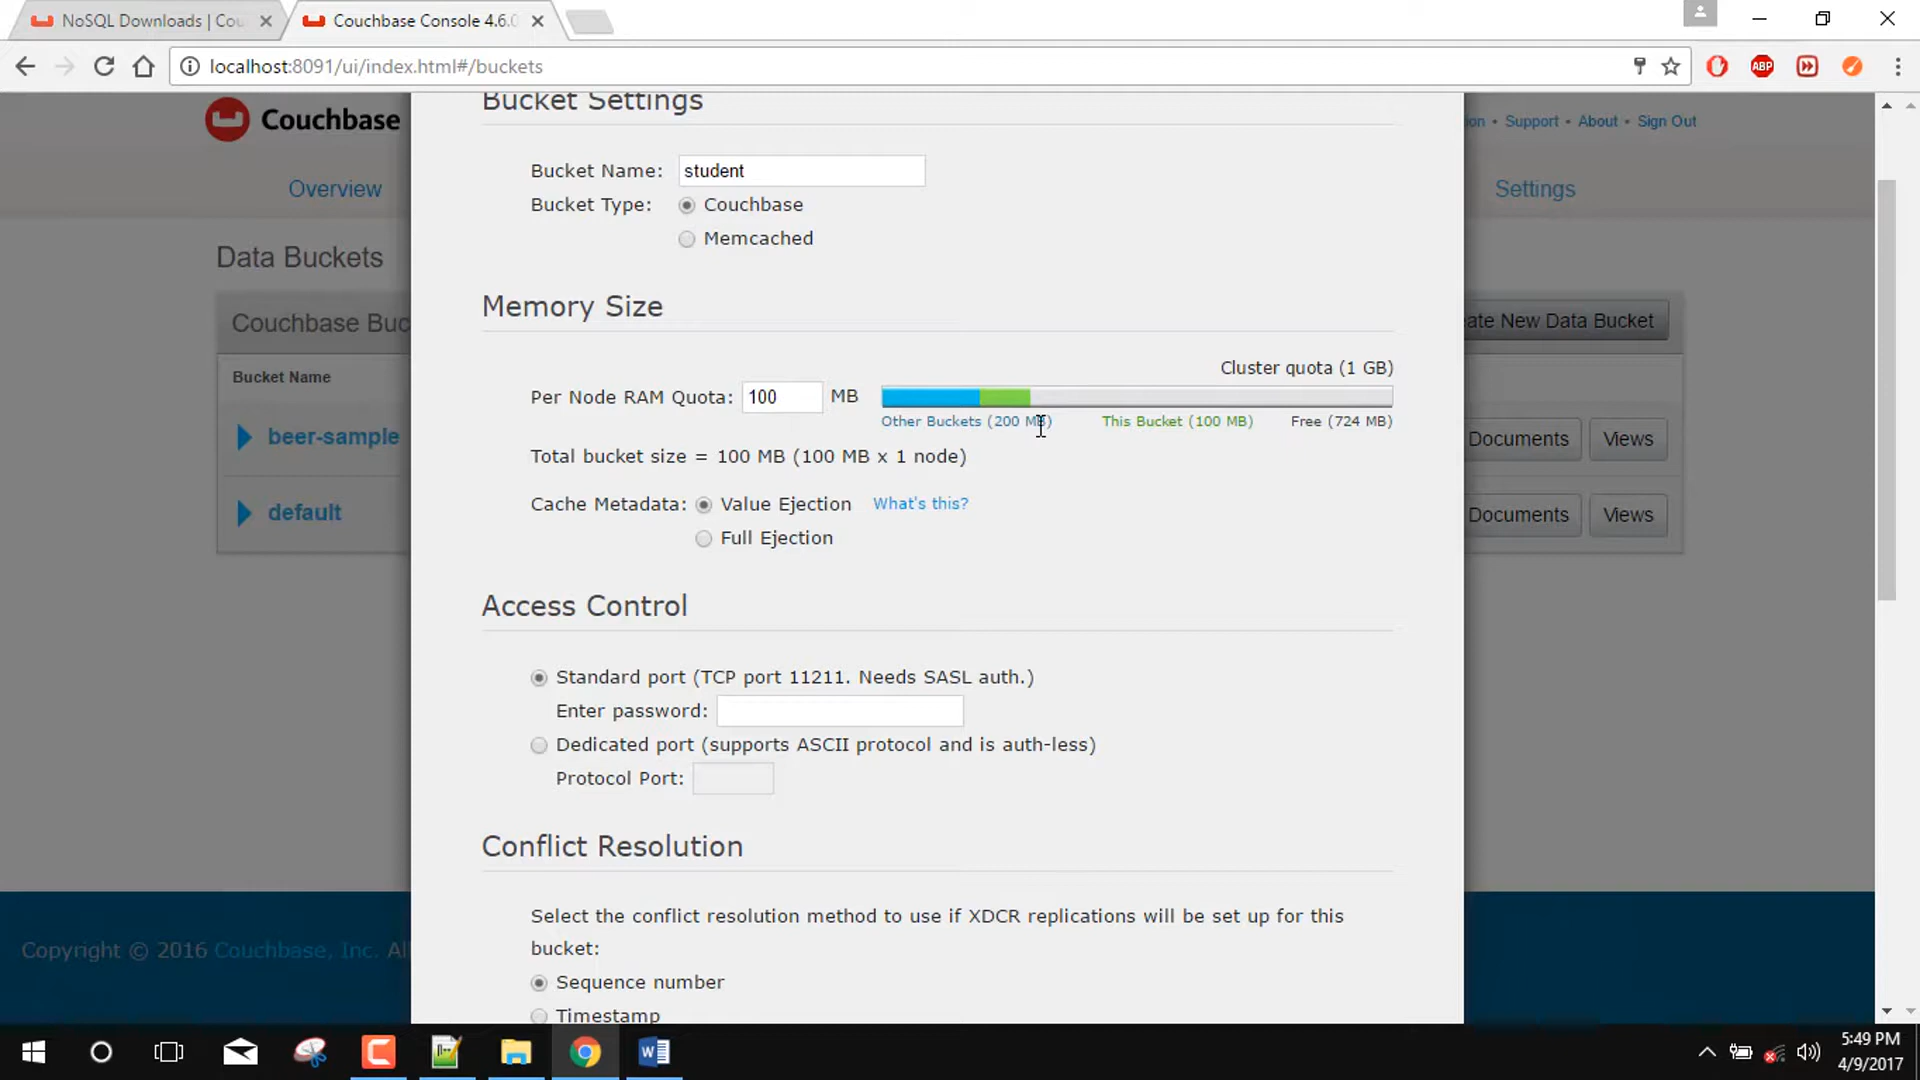 NoSQL Downloads | Cou
Couchbase Console 4.6.0
localhost:8091/ui/index.html#/buckets
ABP
Bucket Settings
Couchbase
ion • Support • About • Sign Out
Bucket Name: student
Overview
Settings
Bucket Type: Couchbase
Memcached
Data Buckets
Memory Size
Couchbase Buc
ate New Data Bucket
Cluster quota (1 GB)
Bucket Name
Per Node RAM Quota: 100 MB
Other Buckets (200 MB) This Bucket (100 MB) Free (724 MB)
beer-sample
Documents Views
Total bucket size = 100 MB (100 MB x 1 node)
Cache Metadata: Value Ejection What's this?
default
Documents Views
Full Ejection
Access Control
Standard port (TCP port 11211. Needs SASL auth.)
Enter password:
Dedicated port (supports ASCII protocol and is auth-less)
Protocol Port:
Conflict Resolution
Select the conflict resolution method to use if XDCR replications will be set up for this
bucket:
Copyright © 2016 Couchbase, Inc. Al
Sequence number
Timestamp
5:49 PM
4/9/2017